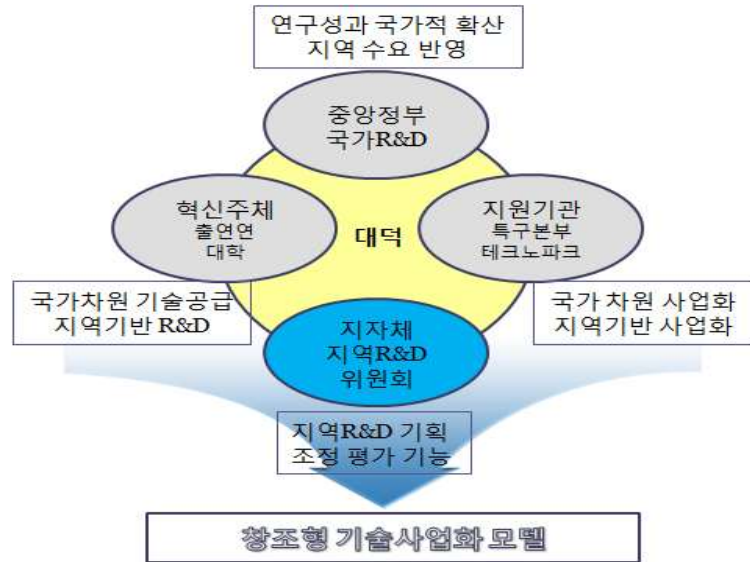 연구성과 국가적 확산
지역 수요 반영
중앙정부
국가R&D
혁신주체
출연연
대학
대덕
지원기관
특구본부
테크노파크
국가차원 기술공급
지역기반 R&D
국가 차원 사업화
지역기반 사업화
지자체
지역R&D
위원회
지역R&D 기획
조정 평가 기능
창조형 기술사업화 모델